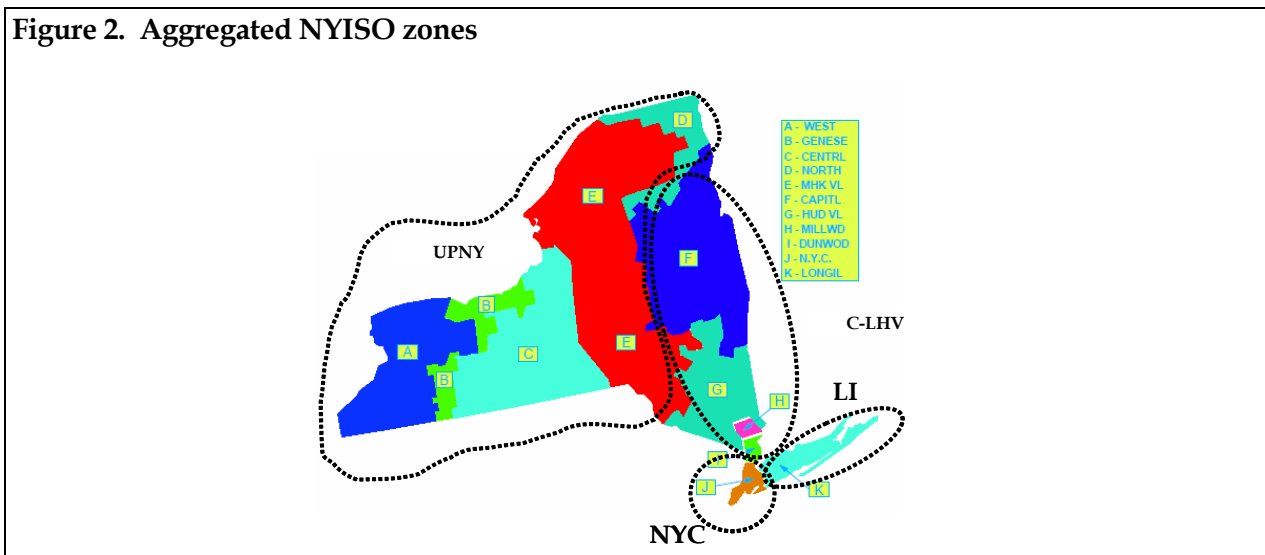 Figure 2. Aggregated NYISO zones
D
A - WEST
B - GENESE
C - CENTRL
D - NORTH
E - MHK VL
F - CAPITL
G - HUD VL
H - MILLWD
I - DUNWOD
J - N.Y.C.
K - LONGIL
E
UPNY
F
B
C-LHV
E
A
C
B
G
LI
H
J
K
NYC